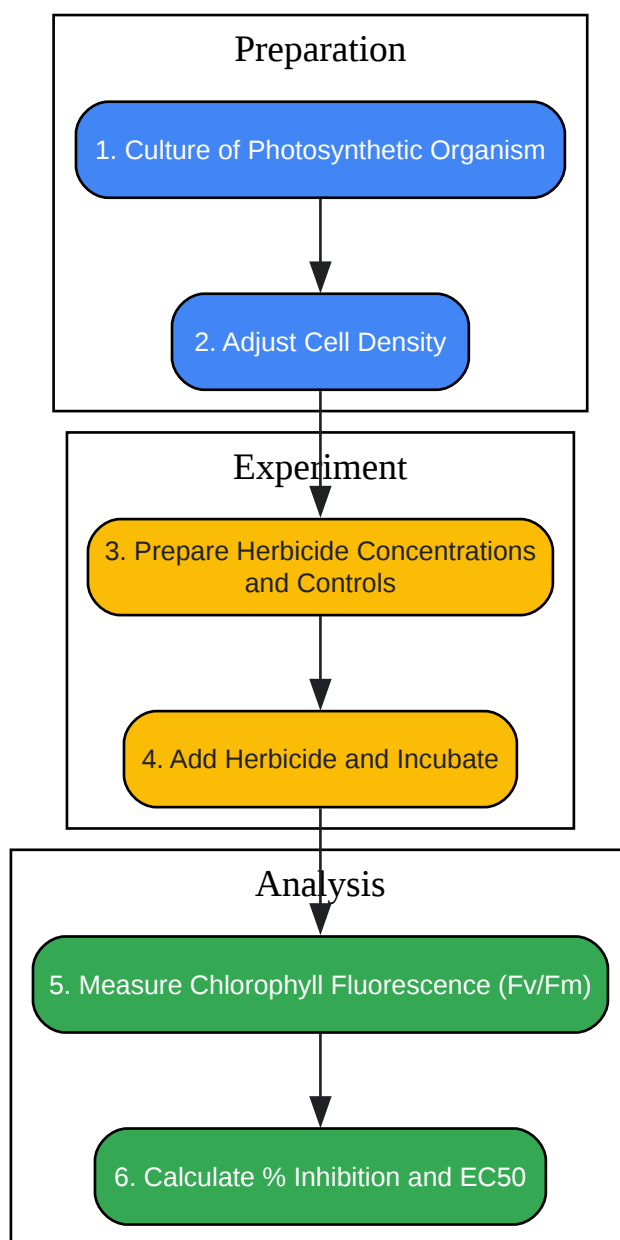 Preparation
1. Culture of Photosynthetic Organism
2. Adjust Cell Density
Experiment
3. Prepare Herbicide Concentrations
and Controls
4. Add Herbicide and Incubate
Analysis
5. Measure Chlorophyll Fluorescence (Fv/Fm)
6. Calculate % Inhibition and EC50